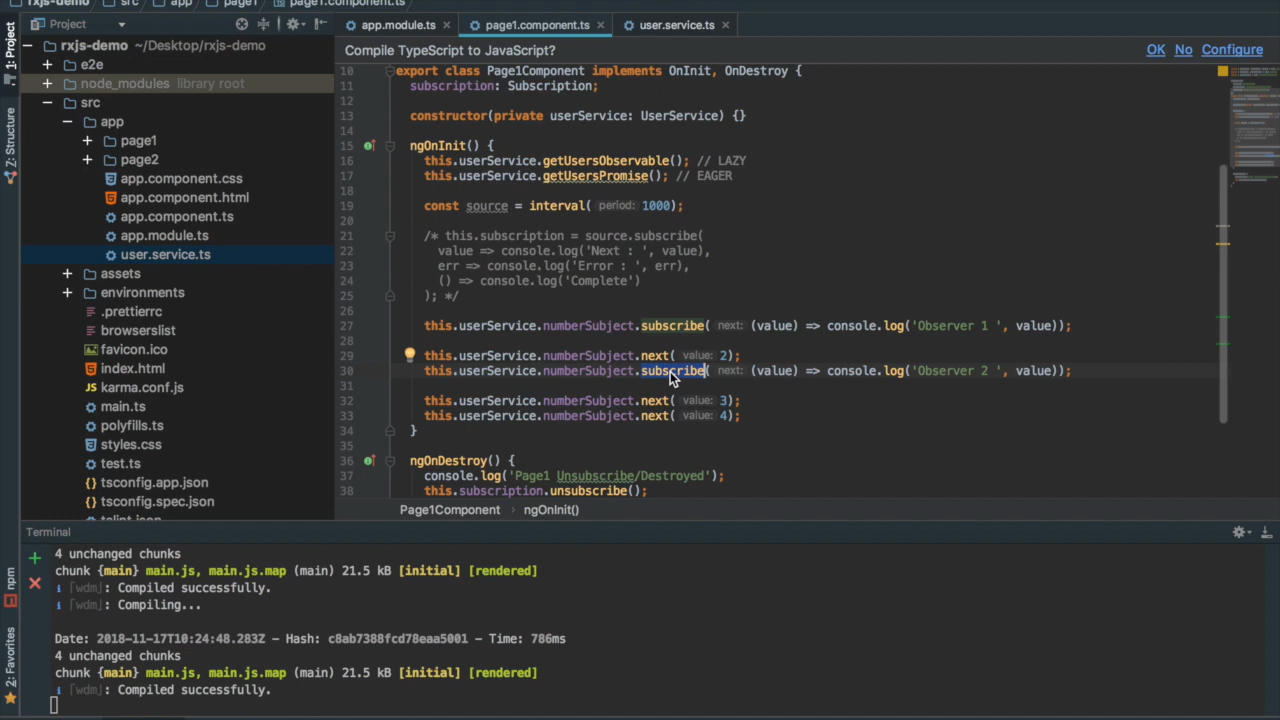 rxjs-demo src app page1 page1.component.ts
Project
app.module.ts × page1.component.ts × user.service.ts ×
Compile TypeScript to JavaScript? OK No Configure
1: Project
Z: Structure
npm
2: Favorites
rxjs-demo ~/Desktop/rxjs-demo
e2e
node_modules library root
src
app
page1
page2
app.component.css
app.component.html
app.component.ts
app.module.ts
user.service.ts
assets
environments
.prettierrc
browserslist
favicon.ico
index.html
karma.conf.js
main.ts
polyfills.ts
styles.css
test.ts
tsconfig.app.json
tsconfig.spec.json
tslint.json
10 export class Page1Component implements OnInit, OnDestroy {
11 subscription: Subscription;
12
13 constructor(private userService: UserService) {}
14
15 ngOnInit() {
16 this.userService.getUsersObservable(); // LAZY
17 this.userService.getUsersPromise(); // EAGER
18
19 const source = interval( period: 1000);
20
21 /* this.subscription = source.subscribe(
22 value => console.log('Next : ', value),
23 err => console.log('Error : ', err),
24 () => console.log('Complete')
25 ); */
26
27 this.userService.numberSubject.subscribe( next: (value) => console.log('Observer 1 ', value));
28
29 this.userService.numberSubject.next( value: 2);
30 this.userService.numberSubject.subscribe( next: (value) => console.log('Observer 2 ', value));
31
32 this.userService.numberSubject.next( value: 3);
33 this.userService.numberSubject.next( value: 4);
34 }
35
36 ngOnDestroy() {
37 console.log('Page1 Unsubscribe/Destroyed');
38 this.subscription.unsubscribe();
Page1Component › ngOnInit()
Terminal
4 unchanged chunks
chunk {main} main.js, main.js.map (main) 21.5 kB [initial] [rendered]
ℹ ｢wdm｣: Compiled successfully.
ℹ ｢wdm｣: Compiling...
Date: 2018-11-17T10:24:48.283Z - Hash: c8ab7388fcd78eaa5001 - Time: 786ms
4 unchanged chunks
chunk {main} main.js, main.js.map (main) 21.5 kB [initial] [rendered]
ℹ ｢wdm｣: Compiled successfully.